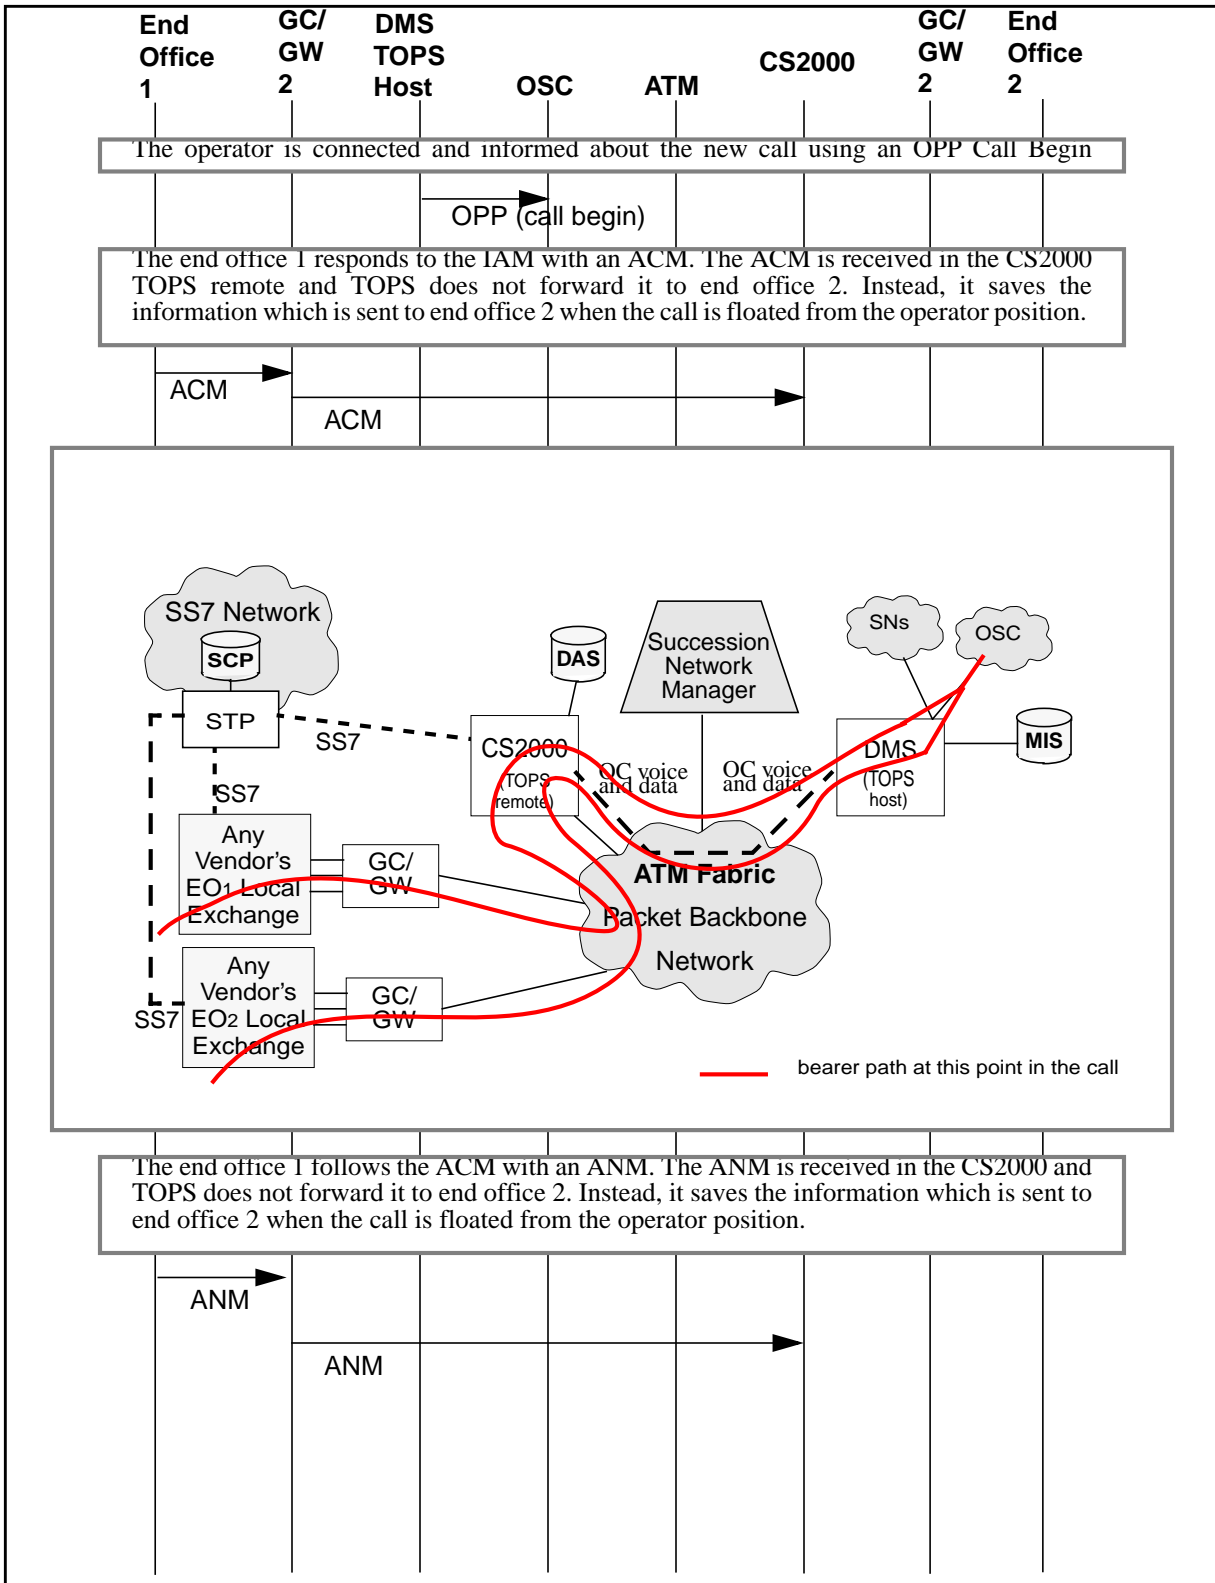 End Office 1
GC/ GW 2
DMS TOPS Host
OSC
ATM
CS2000
GC/ GW 2
End Office 2
The operator is connected and informed about the new call using an OPP Call Begin
OPP (call begin)
The end office 1 responds to the IAM with an ACM. The ACM is received in the CS2000
TOPS remote and TOPS does not forward it to end office 2. Instead, it saves the
information which is sent to end office 2 when the call is floated from the operator position.
ACM
ACM
SS7 Network
SCP
STP
SS7
SS7
SS7
DAS
Succession
Network
Manager
SNs
OSC
CS2000
(TOPS
remote)
OC voice
and data
OC voice
and data
DMS
(TOPS
host)
MIS
Any
Vendor's
EO1 Local
Exchange
GC/
GW
ATM Fabric
Packet Backbone
Network
Any
Vendor's
EO2 Local
Exchange
GC/
GW
bearer path at this point in the call
The end office 1 follows the ACM with an ANM. The ANM is received in the CS2000 and
TOPS does not forward it to end office 2. Instead, it saves the information which is sent to
end office 2 when the call is floated from the operator position.
ANM
ANM